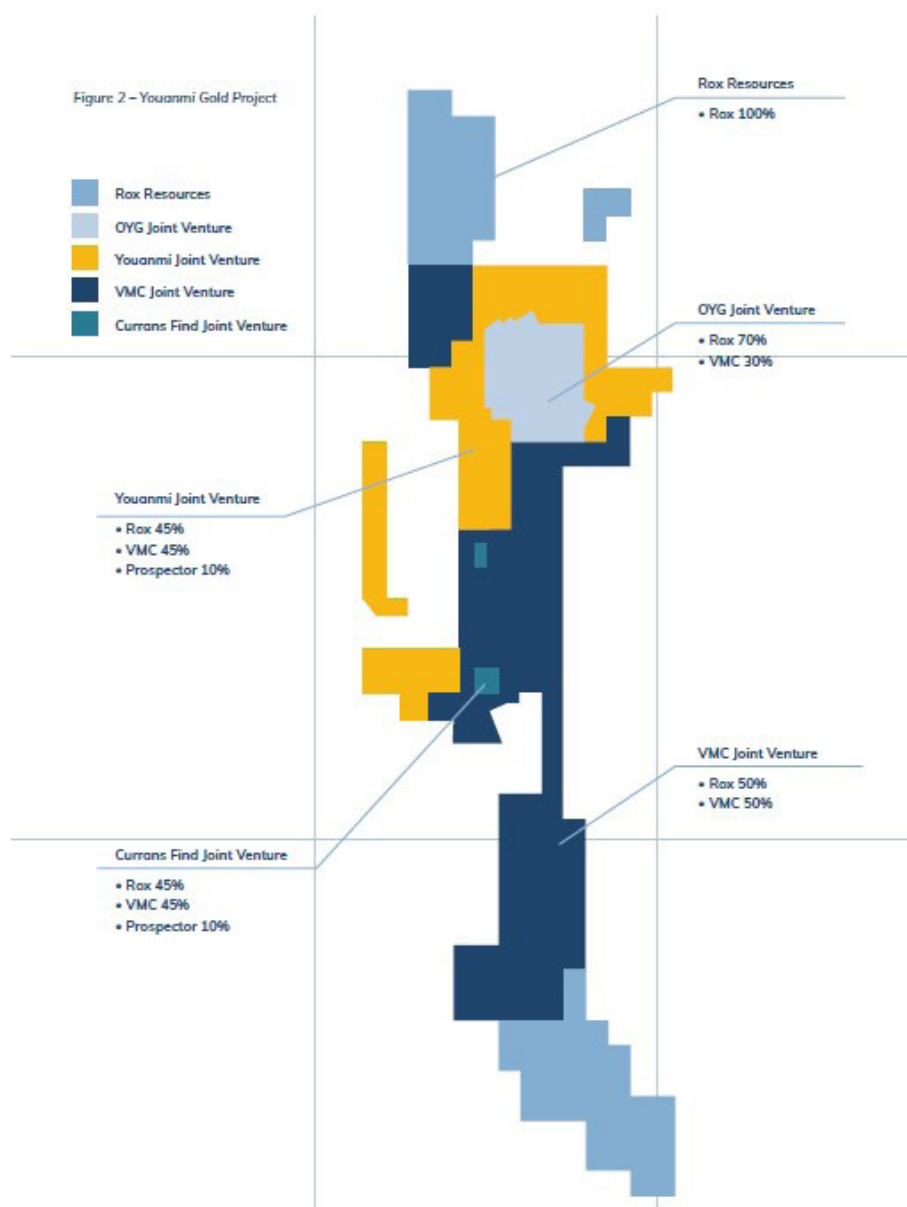 Figure 2 – Youanmi Gold Project
Rox Resources
OYG Joint Venture
Youanmi Joint Venture
VMC Joint Venture
Currans Find Joint Venture
Rox Resources
• Rox 100%
OYG Joint Venture
• Rox 70%
• VMC 30%
Youanmi Joint Venture
• Rox 45%
• VMC 45%
• Prospector 10%
VMC Joint Venture
• Rox 50%
• VMC 50%
Currans Find Joint Venture
• Rox 45%
• VMC 45%
• Prospector 10%